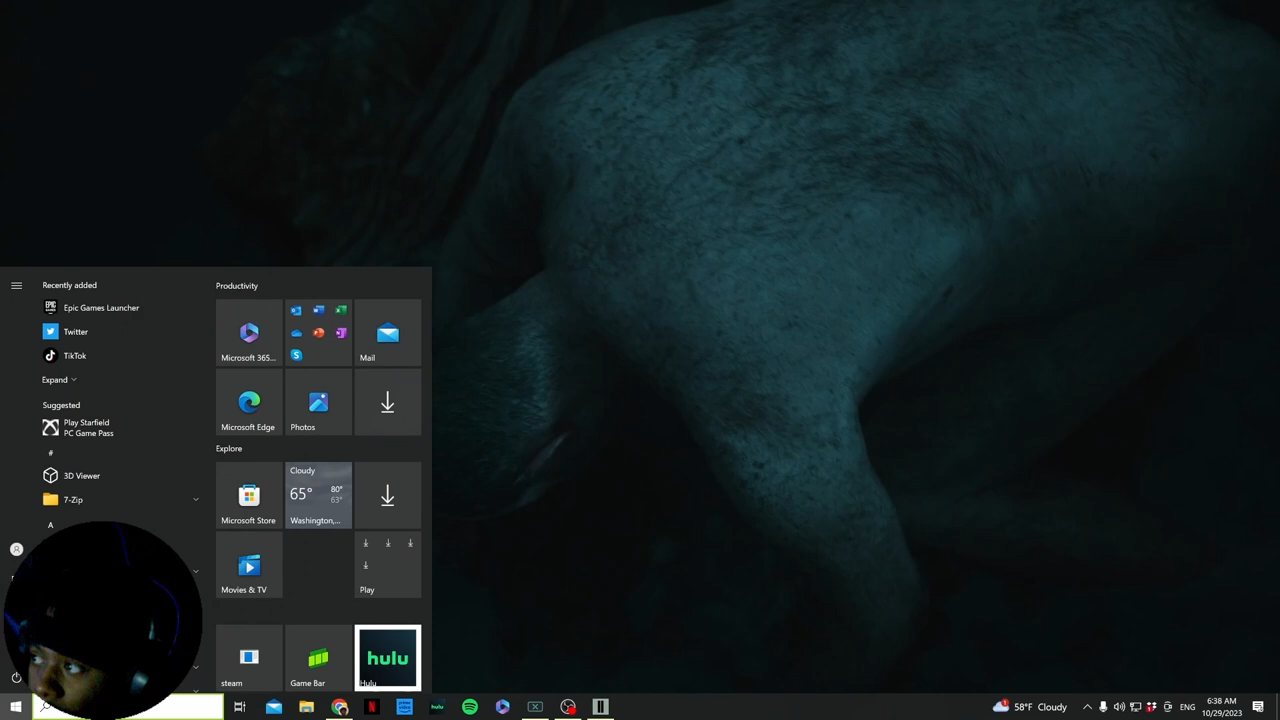 Recently added
Epic Games Launcher
Twitter
TikTok
Expand
Suggested
Play Starfield
PC Game Pass
#
3D Viewer
7-Zip
A
Productivity
Microsoft 365...
Mail
Microsoft Edge
Photos
Explore
Microsoft Store
Cloudy
65°
80°
63°
Washington,...
Movies & TV
Play
steam
Game Bar
hulu
Hulu
hulu
58°F Cloudy
ENG
6:38 AM
10/29/2023